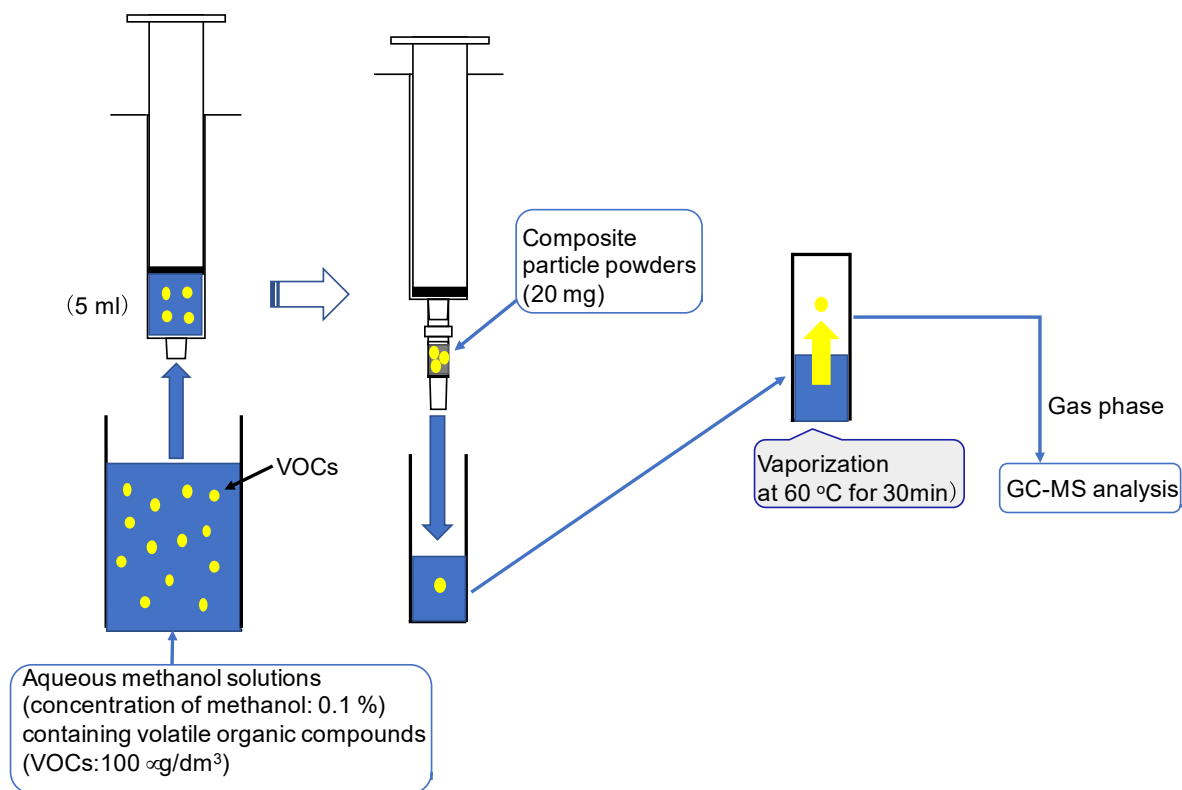 (5 ml)
Composite
particle powders
(20 mg)
VOCs
Gas phase
Vaporization
at 60 °C for 30min)
GC-MS analysis
Aqueous methanol solutions
(concentration of methanol: 0.1 %)
containing volatile organic compounds
(VOCs:100 ∝g/dm³)